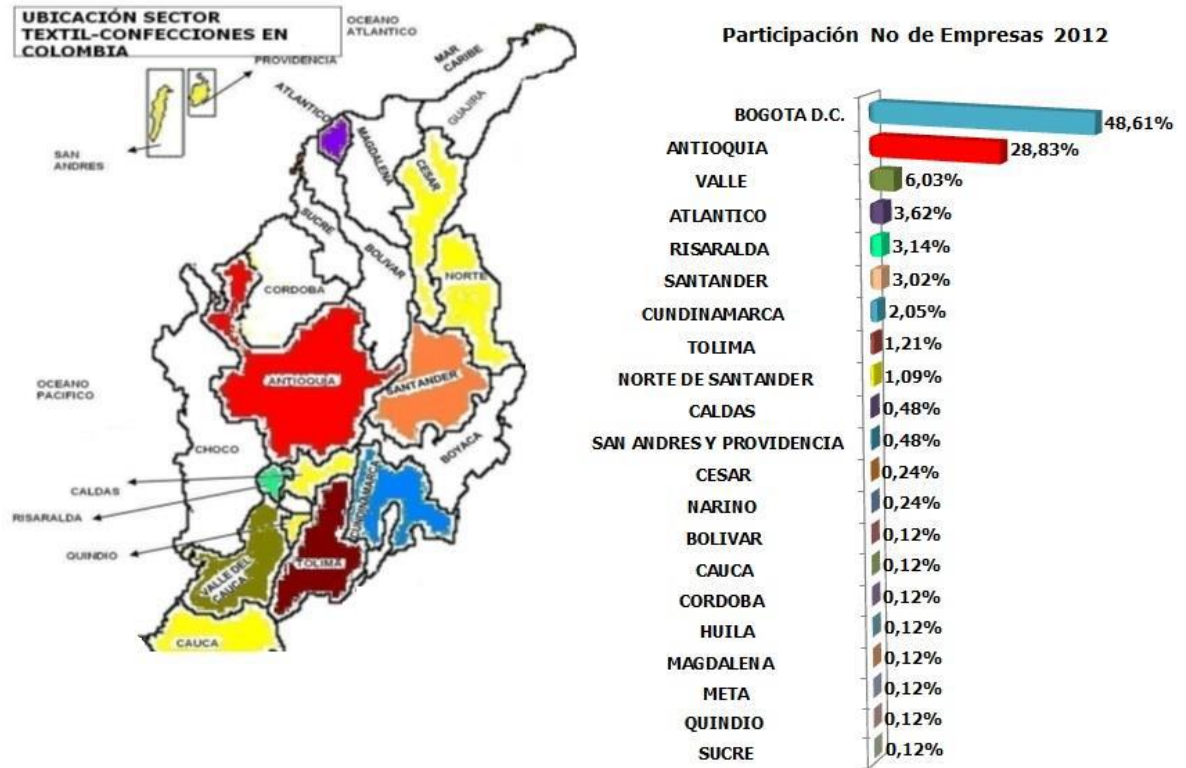 UBICACIÓN SECTOR
TEXTIL-CONFECCIONES EN
COLOMBIA
OCEANO
ATLANTICO
PROVIDENCIA
MAR
CARIBE
ATLANTICO
GUAJIRA
MAGDALENA
SAN
ANDRES
CESAR
SUCRE
BOLIVAR
NORTE
CORDOBA
ANTIOQUIA
SANTANDER
OCEANO
PACIFICO
CHOCO
BOYACA
CALDAS
CUNDINAMARCA
RISARALDA
QUINDIO
TOLIMA
VALLE DEL
CAUCA
CAUCA
Participación No de Empresas 2012
BOGOTA D.C. 48,61%
ANTIOQUIA 28,83%
VALLE 6,03%
ATLANTICO 3,62%
RISARALDA 3,14%
SANTANDER 3,02%
CUNDINAMARCA 2,05%
TOLIMA 1,21%
NORTE DE SANTANDER 1,09%
CALDAS 0,48%
SAN ANDRES Y PROVIDENCIA 0,48%
CESAR 0,24%
NARINO 0,24%
BOLIVAR 0,12%
CAUCA 0,12%
CORDOBA 0,12%
HUILA 0,12%
MAGDALENA 0,12%
META 0,12%
QUINDIO 0,12%
SUCRE 0,12%